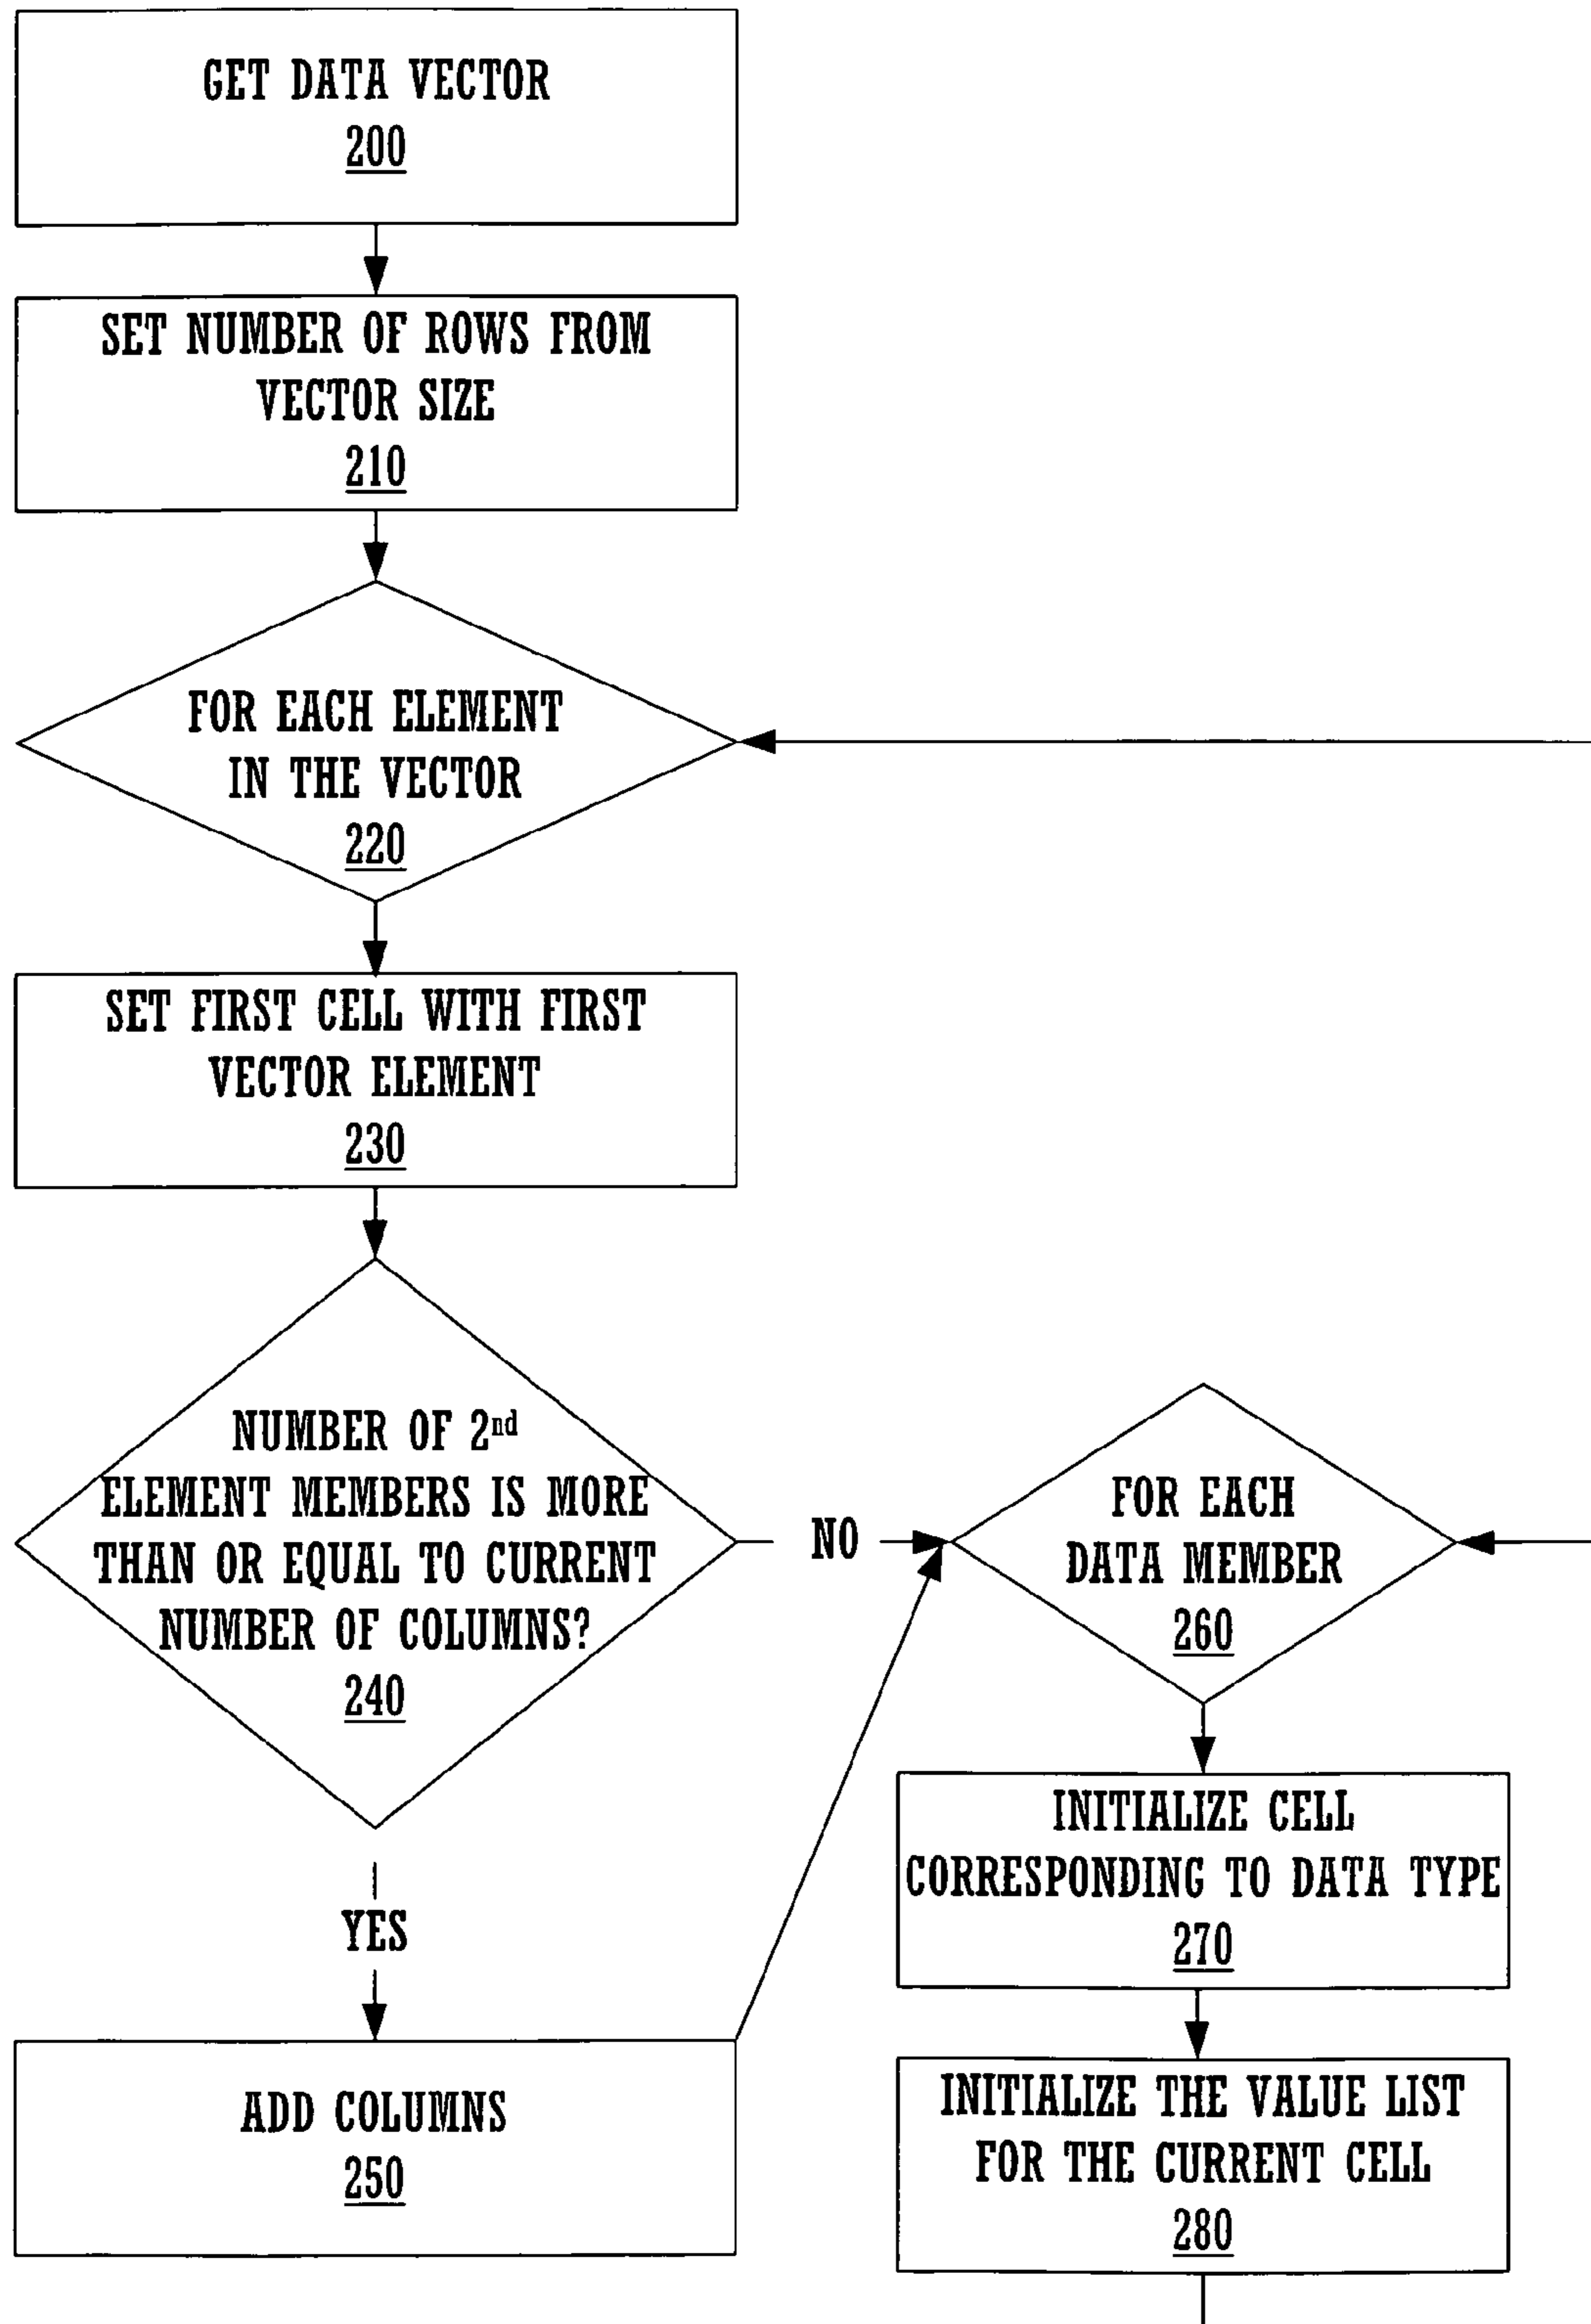 GET DATA VECTOR
200
SET NUMBER OF ROWS FROM
VECTOR SIZE
210
FOR EACH ELEMENT
IN THE VECTOR
220
SET FIRST CELL WITH FIRST
VECTOR ELEMENT
230
NUMBER OF 2nd
ELEMENT MEMBERS IS MORE
THAN OR EQUAL TO CURRENT
NUMBER OF COLUMNS?
240
NO
YES
ADD COLUMNS
250
FOR EACH
DATA MEMBER
260
INITIALIZE CELL
CORRESPONDING TO DATA TYPE
270
INITIALIZE THE VALUE LIST
FOR THE CURRENT CELL
280